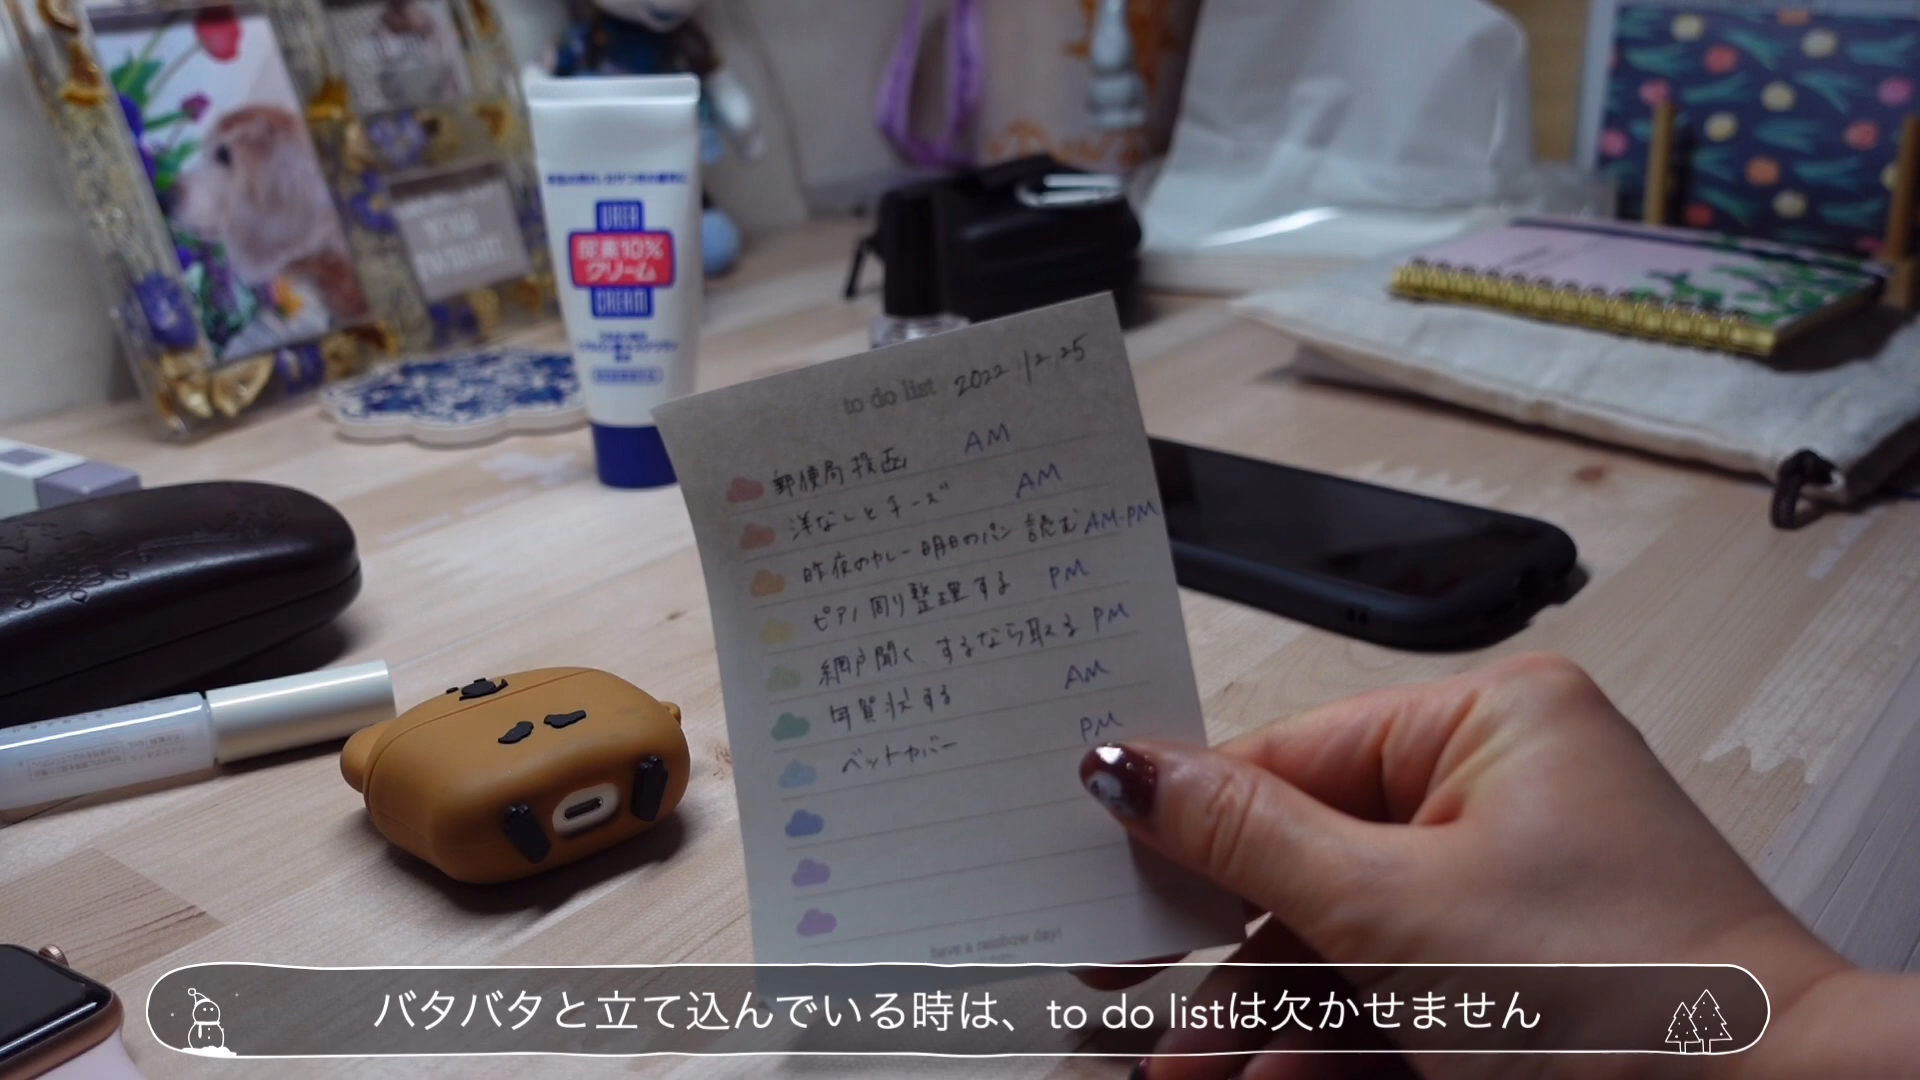 UREA
尿素10%
クリーム
CREAM
to do list 2022.12.25
郵便局投函 AM
洋なしとチーズ AM
昨夜のカレー明日のパン 読む AM-PM
ピアノ周り整理する PM
網戸聞く、するなら取る PM
年賀状する AM
ベットカバー PM
have a rainbow day!
バタバタと立て込んでいる時は、to do listは欠かせません